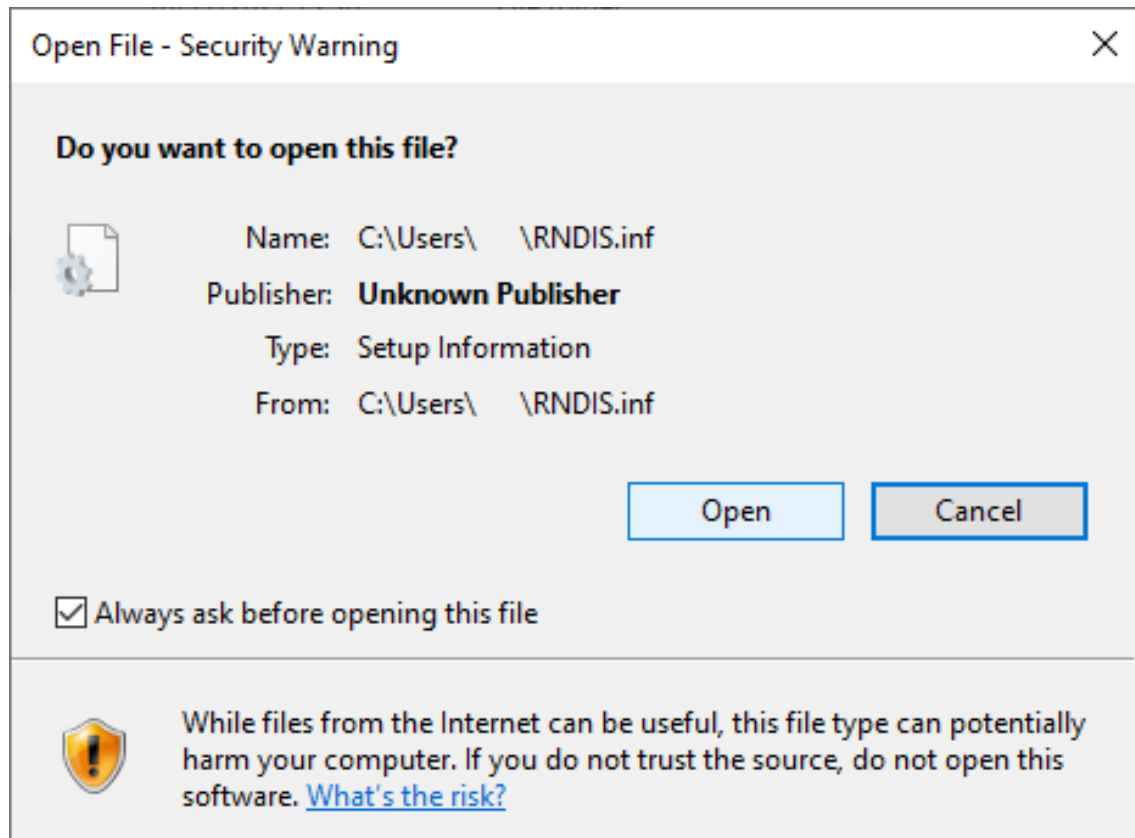 Open File - Security Warning
Do you want to open this file?
Name: C:\Users\ \RNDIS.inf
Publisher: Unknown Publisher
Type: Setup Information
From: C:\Users\ \RNDIS.inf
Open Cancel
Always ask before opening this file
While files from the Internet can be useful, this file type can potentially
harm your computer. If you do not trust the source, do not open this
software. What's the risk?